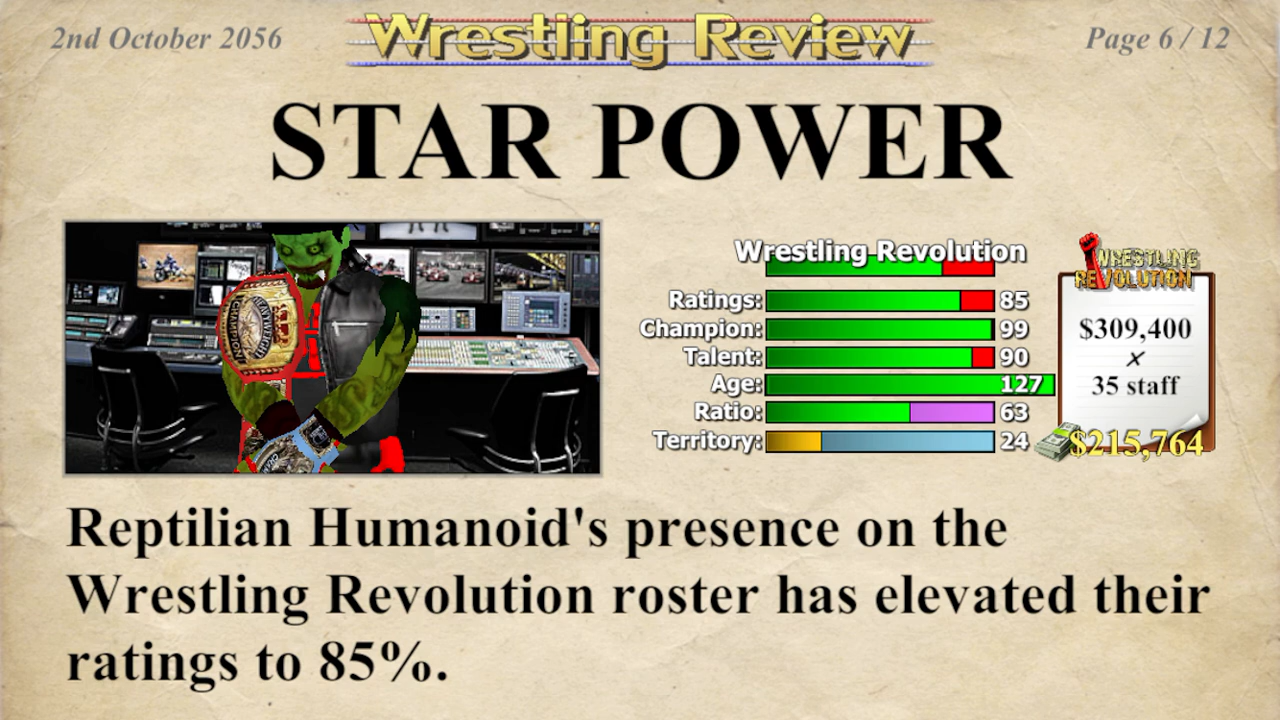 2nd October 2056
Wrestling Review
Page 6 / 12
STAR POWER
Wrestling Revolution
Ratings: 85
Champion: 99
Talent: 90
Age: 127
Ratio: 63
Territory: 24
WRESTLING
REVOLUTION
$309,400
×
35 staff
$215,764
Reptilian Humanoid's presence on the
Wrestling Revolution roster has elevated their
ratings to 85%.